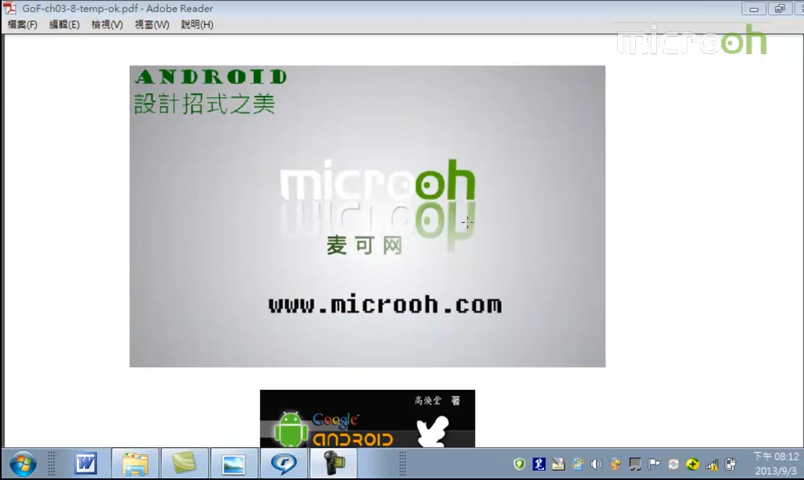 GoF-ch03-8-temp-ok.pdf - Adobe Reader
檔案(F) 編輯(E) 檢視(V) 視窗(W) 說明(H)
microoh
ANDROID
設計招式之美
microoh
麦可网
www.microoh.com
高煥堂 著
Google
ANDROID
下午 08:12
2013/9/3